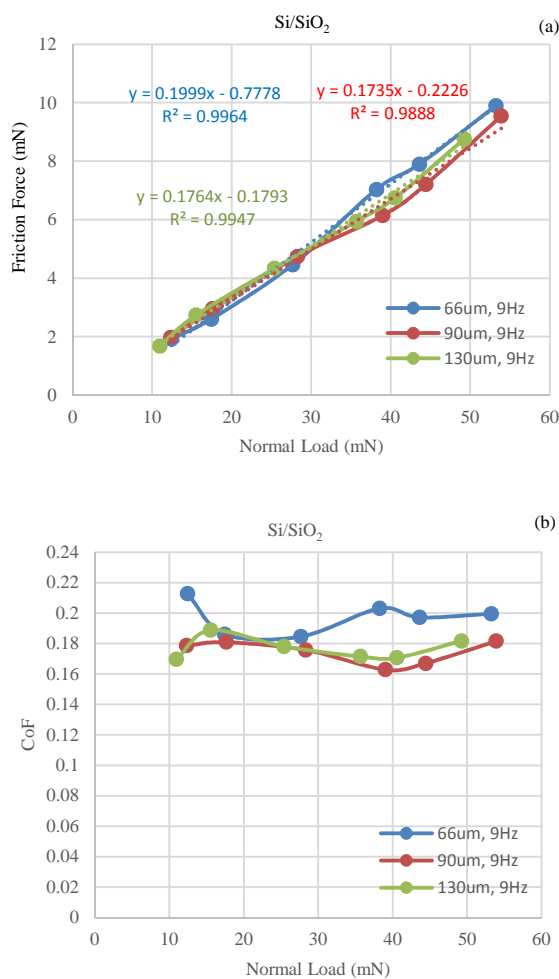 Si/SiO2
(a)
12
10
8
6
4
2
0
Friction Force (mN)
y = 0.1999x - 0.7778
R² = 0.9964
y = 0.1735x - 0.2226
R² = 0.9888
y = 0.1764x - 0.1793
R² = 0.9947
66um, 9Hz
90um, 9Hz
130um, 9Hz
0 10 20 30 40 50 60
Normal Load (mN)
(b)
Si/SiO2
0.24
0.22
0.2
0.18
0.16
0.14
0.12
0.1
0.08
0.06
0.04
0.02
0
CoF
66um, 9Hz
90um, 9Hz
130um, 9Hz
0 10 20 30 40 50 60
Normal Load (mN)